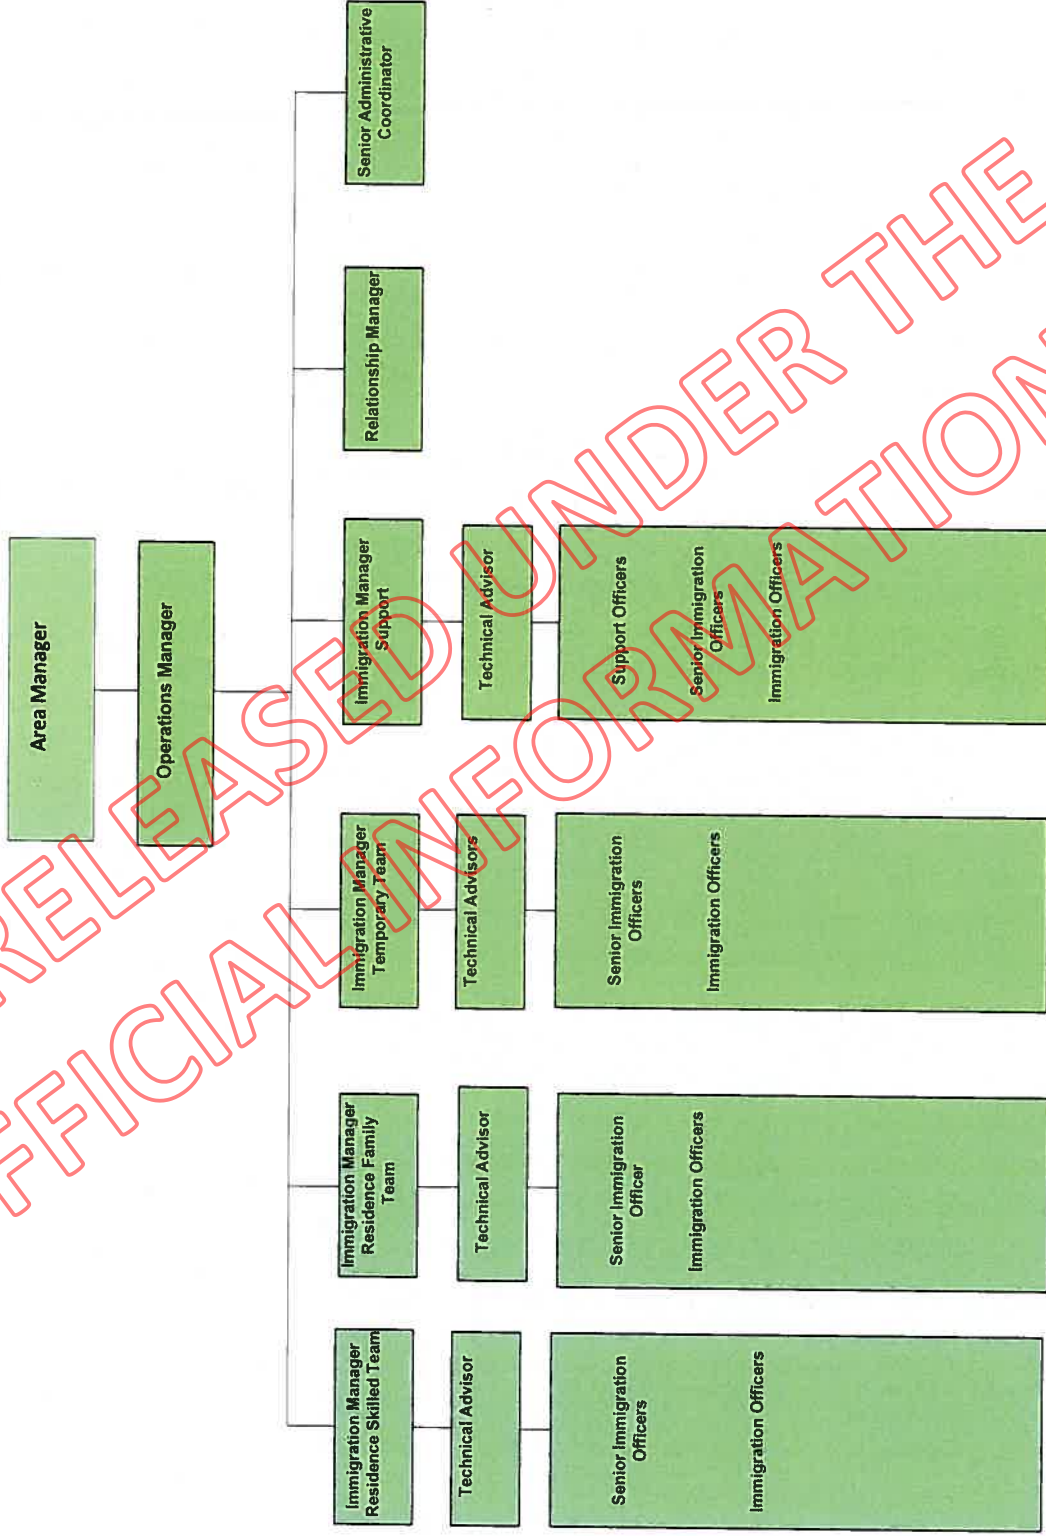 Area Manager
Operations Manager
Immigration Manager
Residence Skilled Team
Immigration Manager
Residence Family
Team
Immigration Manager
Temporary Team
Immigration Manager
Support
Relationship Manager
Senior Administrative
Coordinator
Technical Advisor
Technical Advisor
Technical Advisors
Technical Advisor
Senior Immigration
Officers
Immigration Officers
Senior Immigration
Officer
Immigration Officers
Senior Immigration
Officers
Immigration Officers
Support Officers
Senior Immigration
Officers
Immigration Officers
RELEASED UNDER THE
OFFICIAL INFORMATION